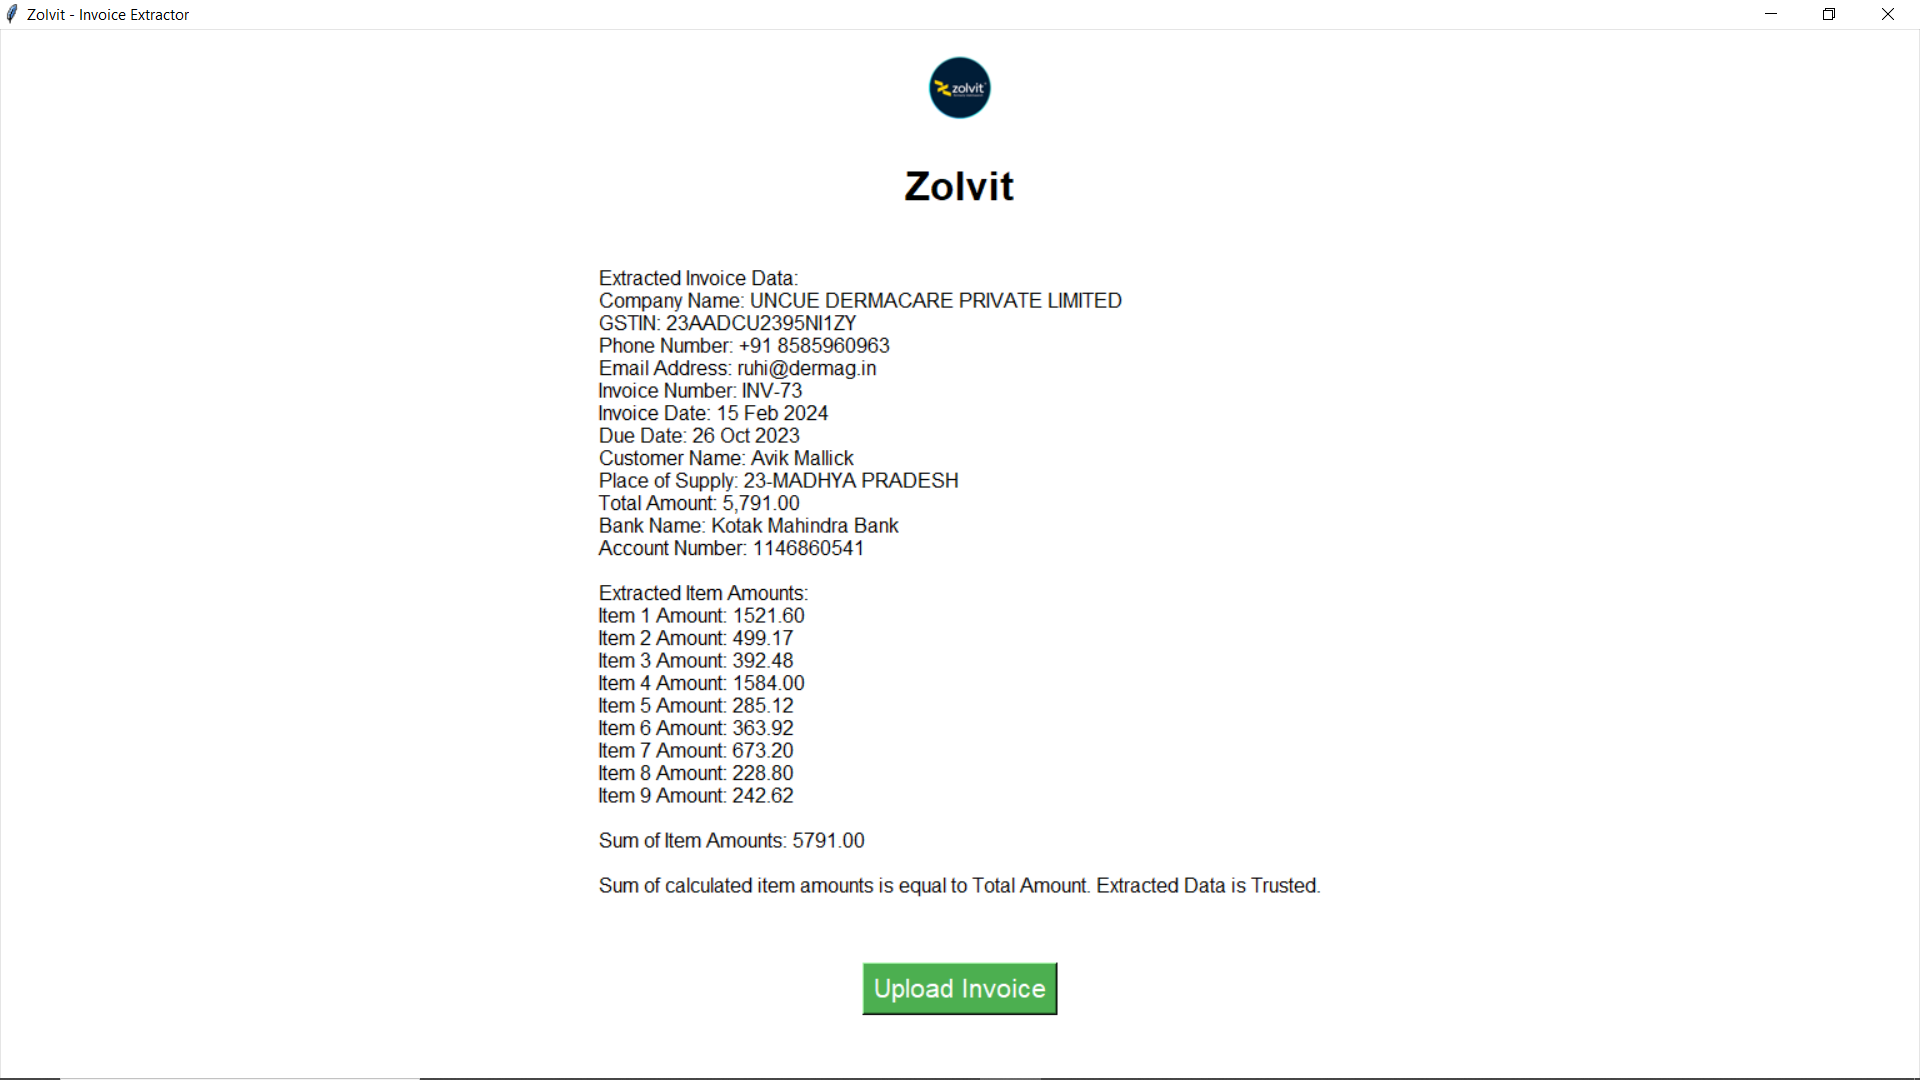 Zolvit - Invoice Extractor
zolvit
Zolvit
Extracted Invoice Data:
Company Name: UNCUE DERMACARE PRIVATE LIMITED
GSTIN: 23AADCU2395NI1ZY
Phone Number: +91 8585960963
Email Address: ruhi@dermag.in
Invoice Number: INV-73
Invoice Date: 15 Feb 2024
Due Date: 26 Oct 2023
Customer Name: Avik Mallick
Place of Supply: 23-MADHYA PRADESH
Total Amount: 5,791.00
Bank Name: Kotak Mahindra Bank
Account Number: 1146860541
Extracted Item Amounts:
Item 1 Amount: 1521.60
Item 2 Amount: 499.17
Item 3 Amount: 392.48
Item 4 Amount: 1584.00
Item 5 Amount: 285.12
Item 6 Amount: 363.92
Item 7 Amount: 673.20
Item 8 Amount: 228.80
Item 9 Amount: 242.62
Sum of Item Amounts: 5791.00
Sum of calculated item amounts is equal to Total Amount. Extracted Data is Trusted.
Upload Invoice